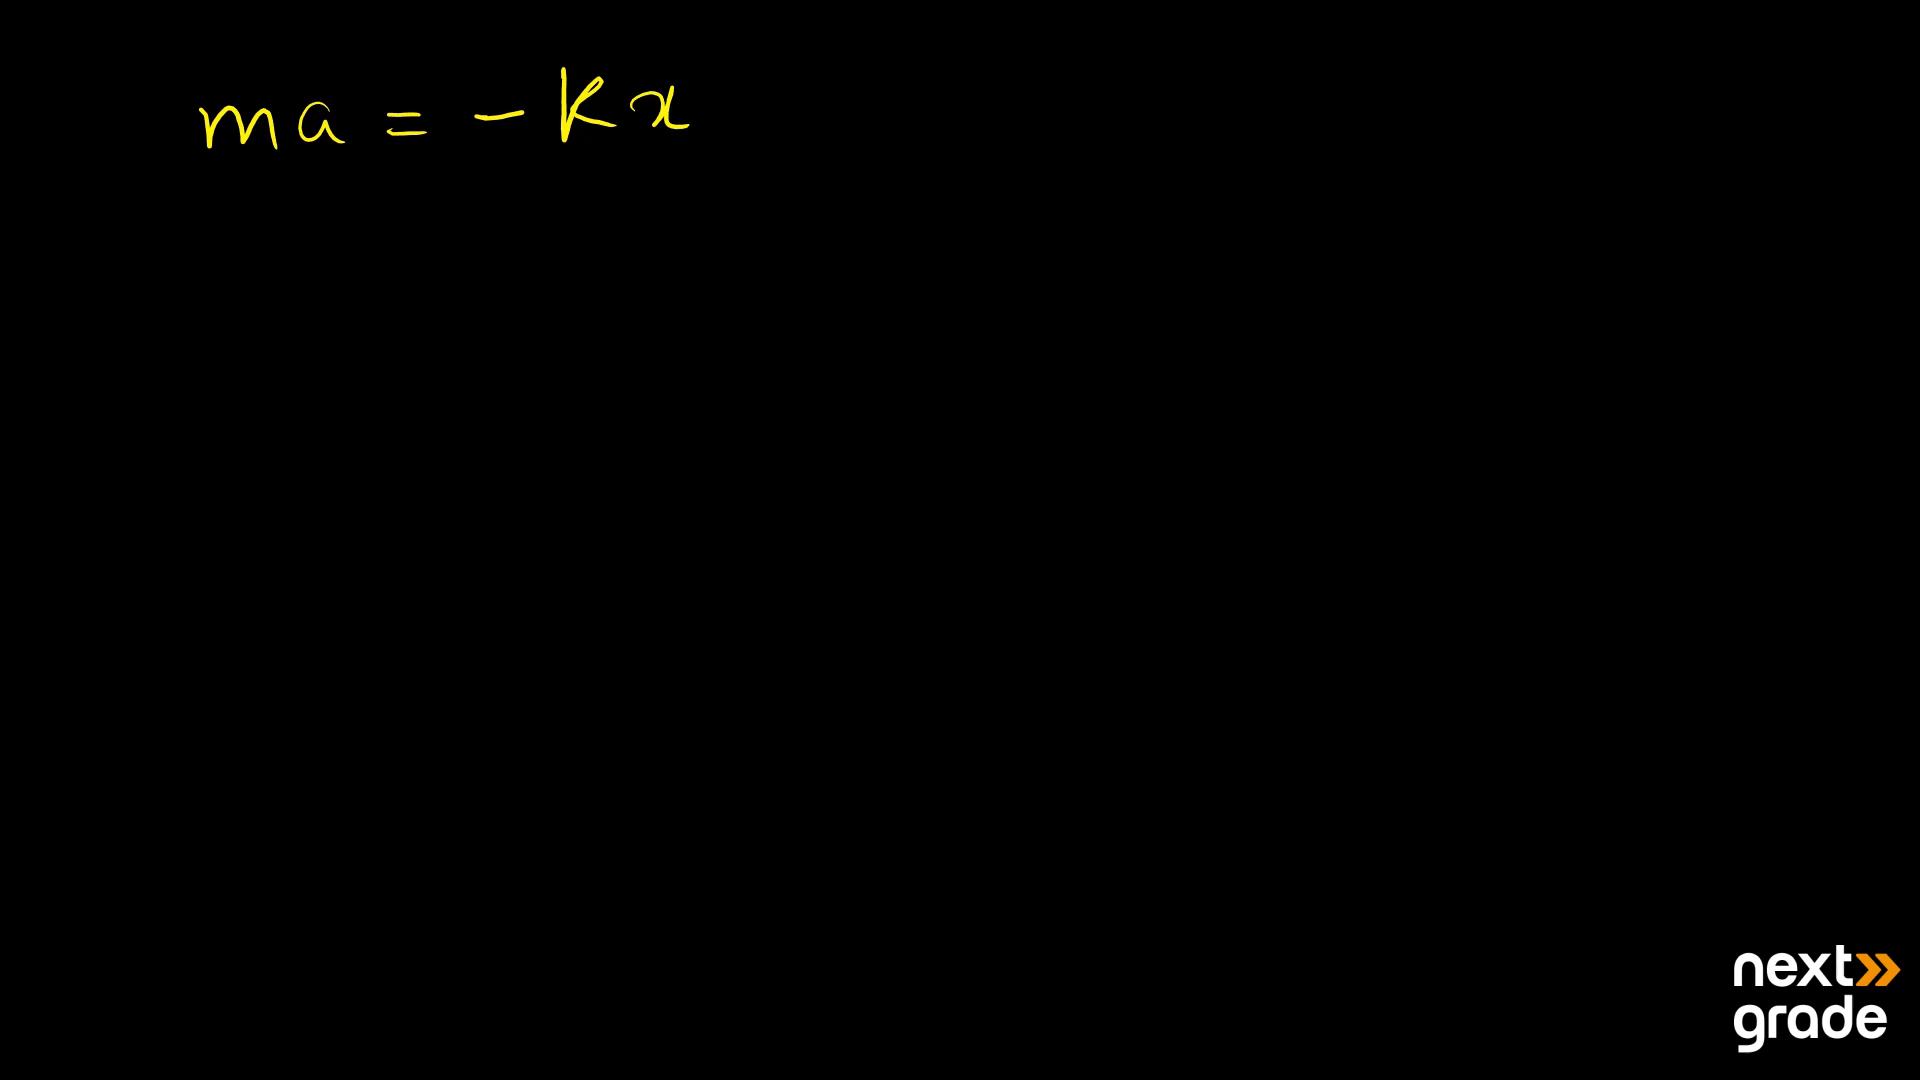 ma = - kx
next
grade